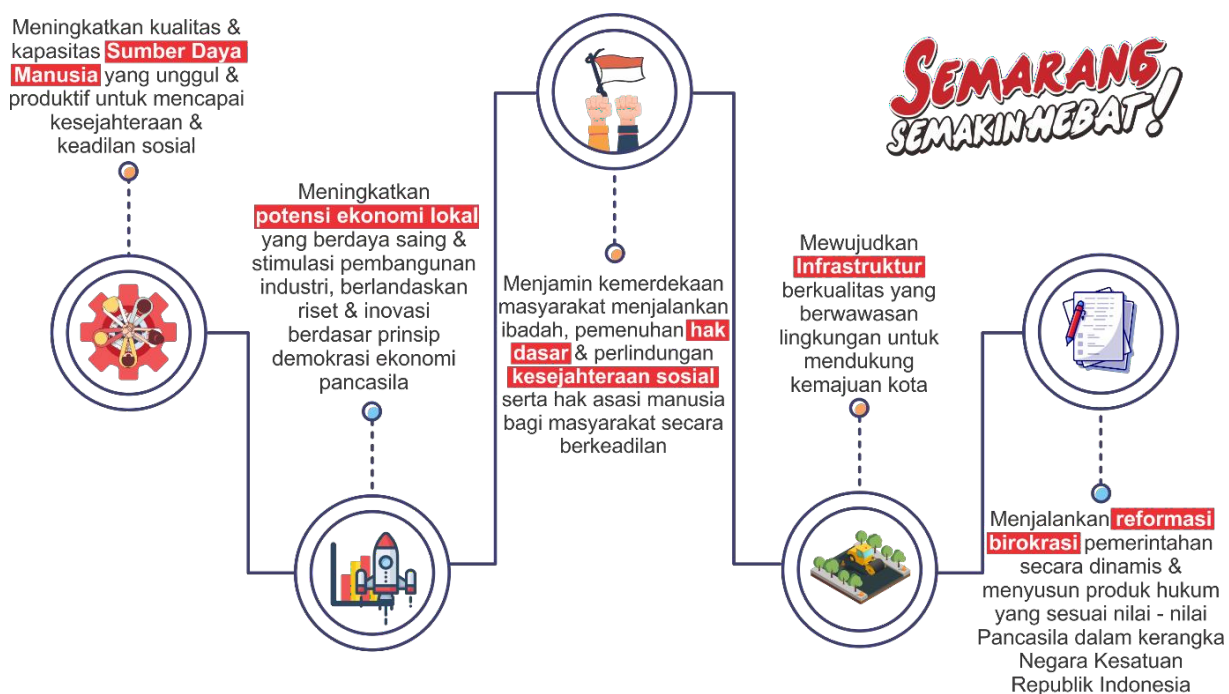 Meningkatkan kualitas &
kapasitas Sumber Daya
Manusia yang unggul &
produktif untuk mencapai
kesejahteraan &
keadilan sosial
Meningkatkan
potensi ekonomi lokal
yang berdaya saing &
stimulasi pembangunan
industri, berlandaskan
riset & inovasi
berdasar prinsip
demokrasi ekonomi
pancasila
Menjamin kemerdekaan
masyarakat menjalankan
ibadah, pemenuhan hak
dasar & perlindungan
kesejahteraan sosial
serta hak asasi manusia
bagi masyarakat secara
berkeadilan
Mewujudkan
Infrastruktur
berkualitas yang
berwawasan
lingkungan untuk
mendukung
kemajuan kota
Menjalankan reformasi
birokrasi pemerintahan
secara dinamis &
menyusun produk hukum
yang sesuai nilai - nilai
Pancasila dalam kerangka
Negara Kesatuan
Republik Indonesia
SEMARANG
SEMAKIN HEBAT!